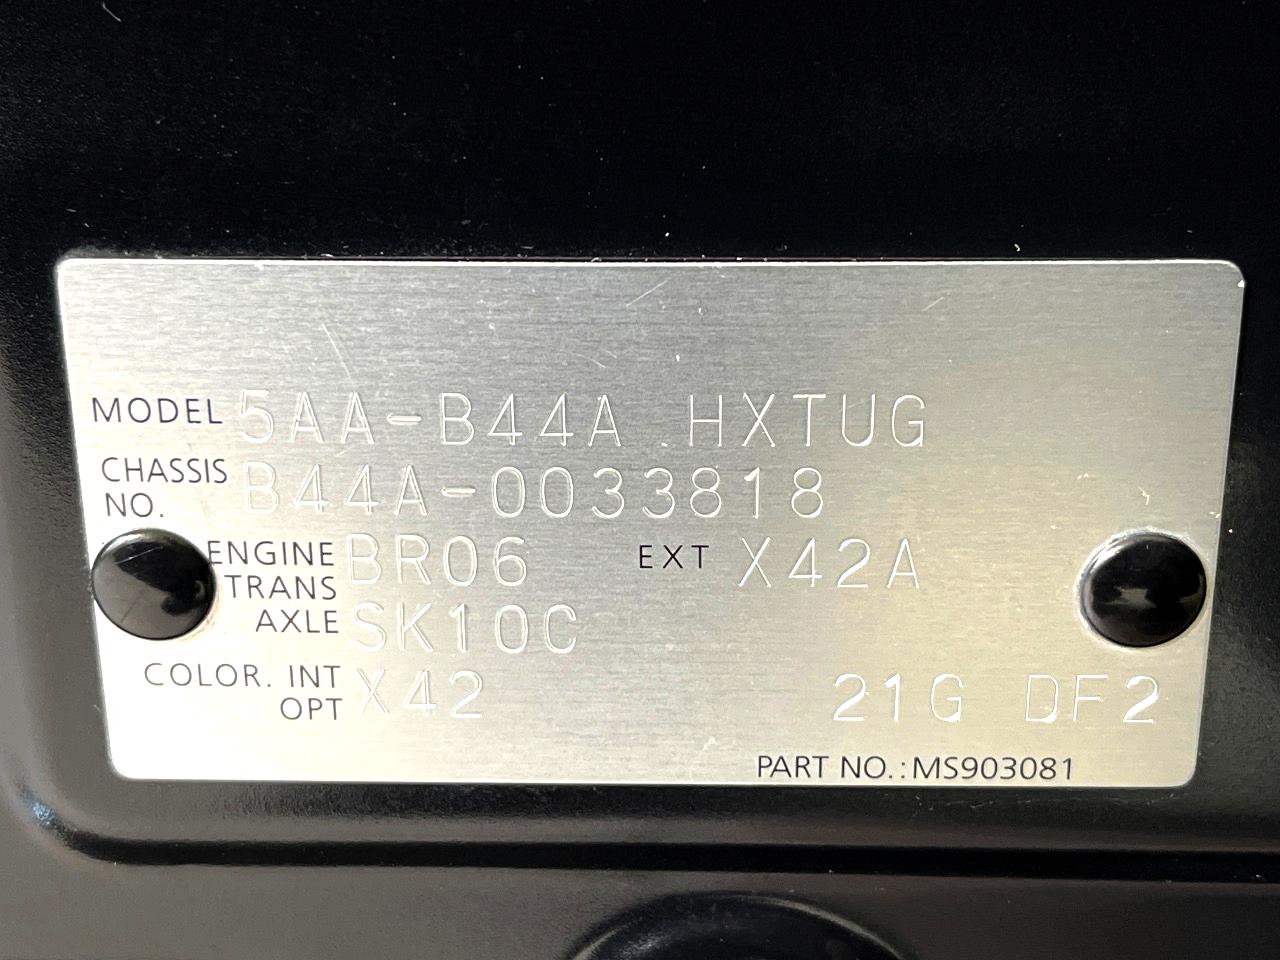 MODEL 5AA-B44A HXTUG
CHASSIS NO. B44A-0033818
ENGINE BR06 EXT X42A
TRANS AXLE SK10C
COLOR. INT OPT X42 21G DF2
PART NO.: MS903081